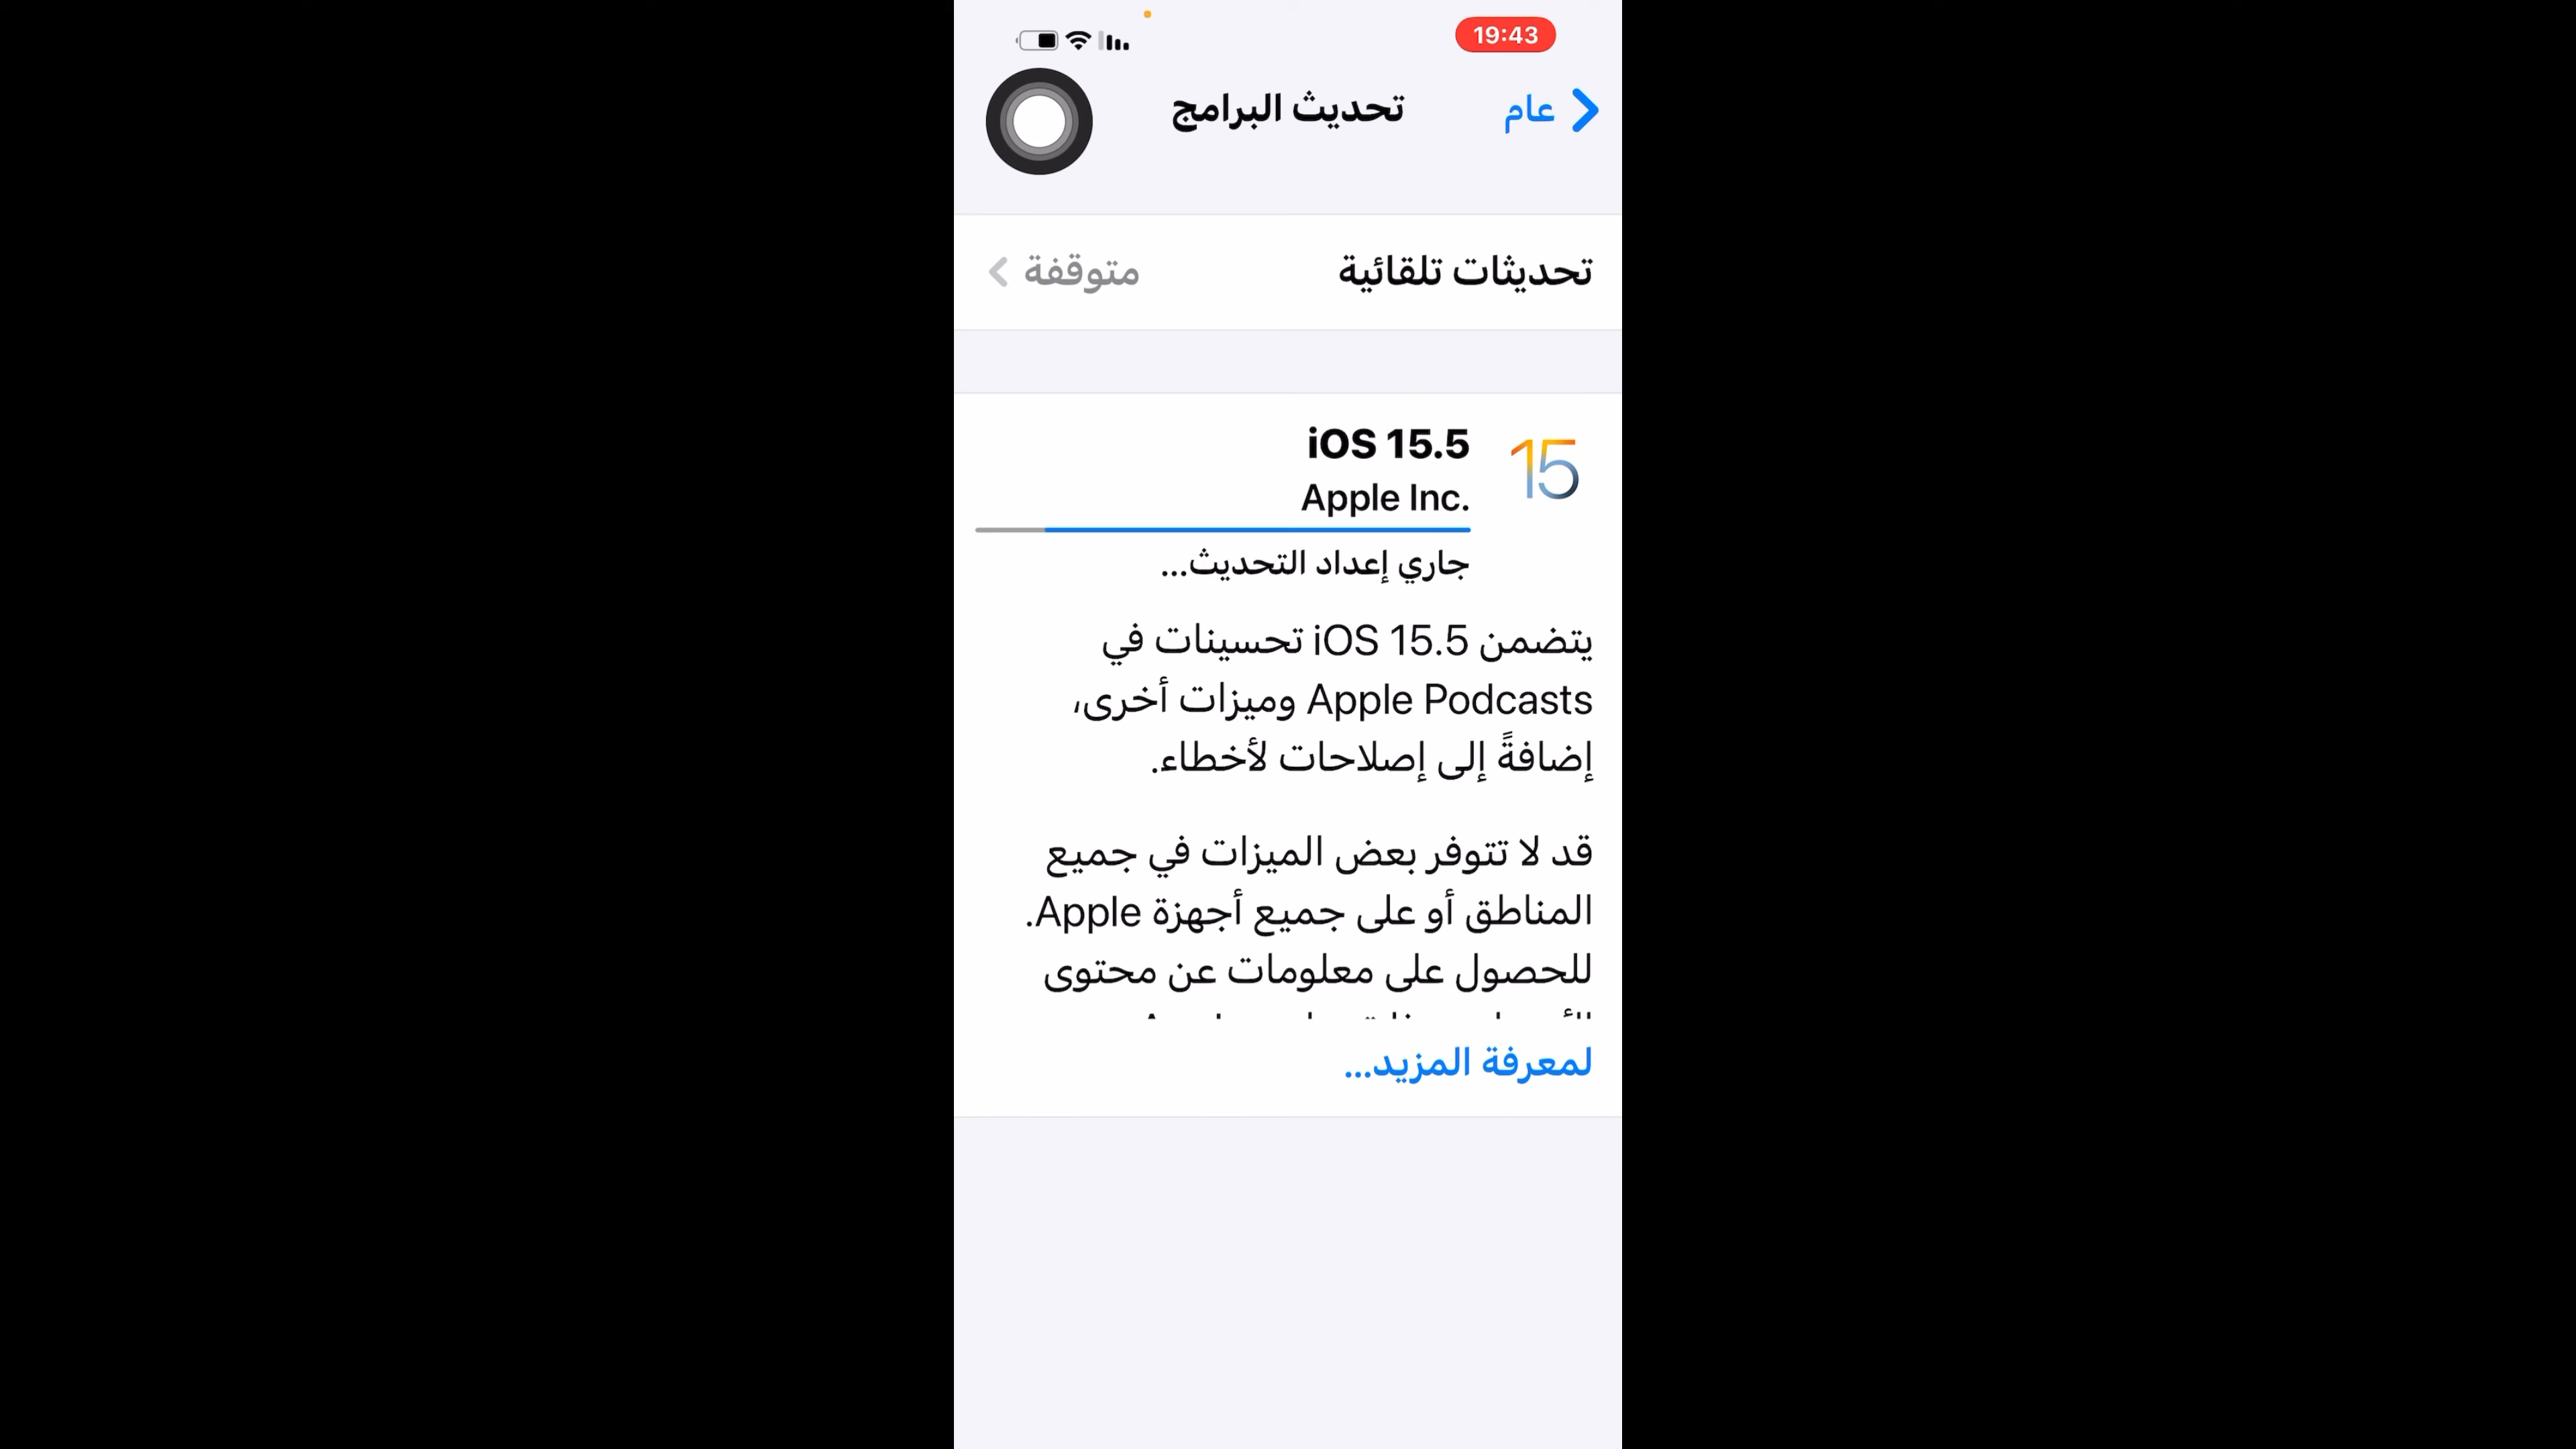 19:43
عام
تحديث البرامج
تحديثات تلقائية
متوقفة
15
iOS 15.5
Apple Inc.
جاري إعداد التحديث...
يتضمن iOS 15.5 تحسينات في
Apple Podcasts وميزات أخرى،
إضافةً إلى إصلاحات لأخطاء.
قد لا تتوفر بعض الميزات في جميع
المناطق أو على جميع أجهزة Apple.
للحصول على معلومات عن محتوى
لمعرفة المزيد...